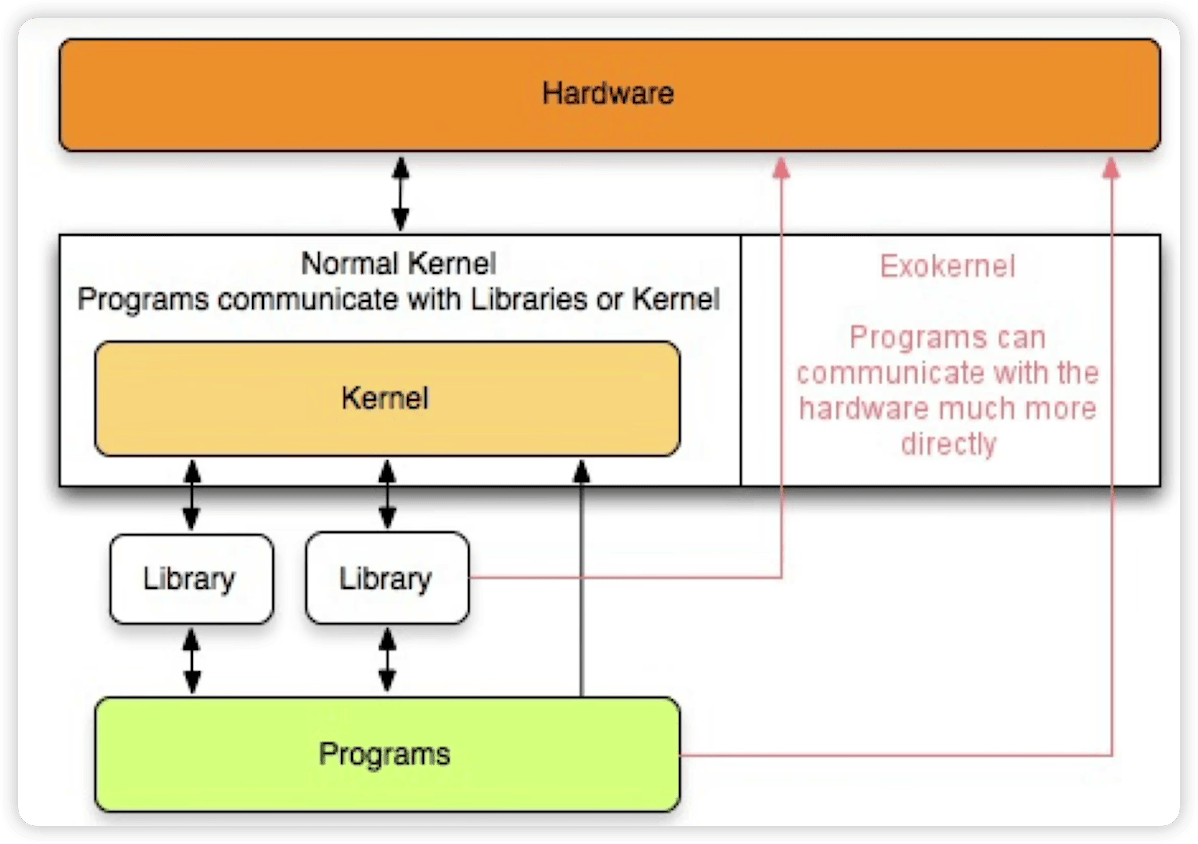 Hardware
Normal Kernel
Programs communicate with Libraries or Kernel
Kernel
Exokernel
Programs can
communicate with the
hardware much more
directly
Library
Library
Programs